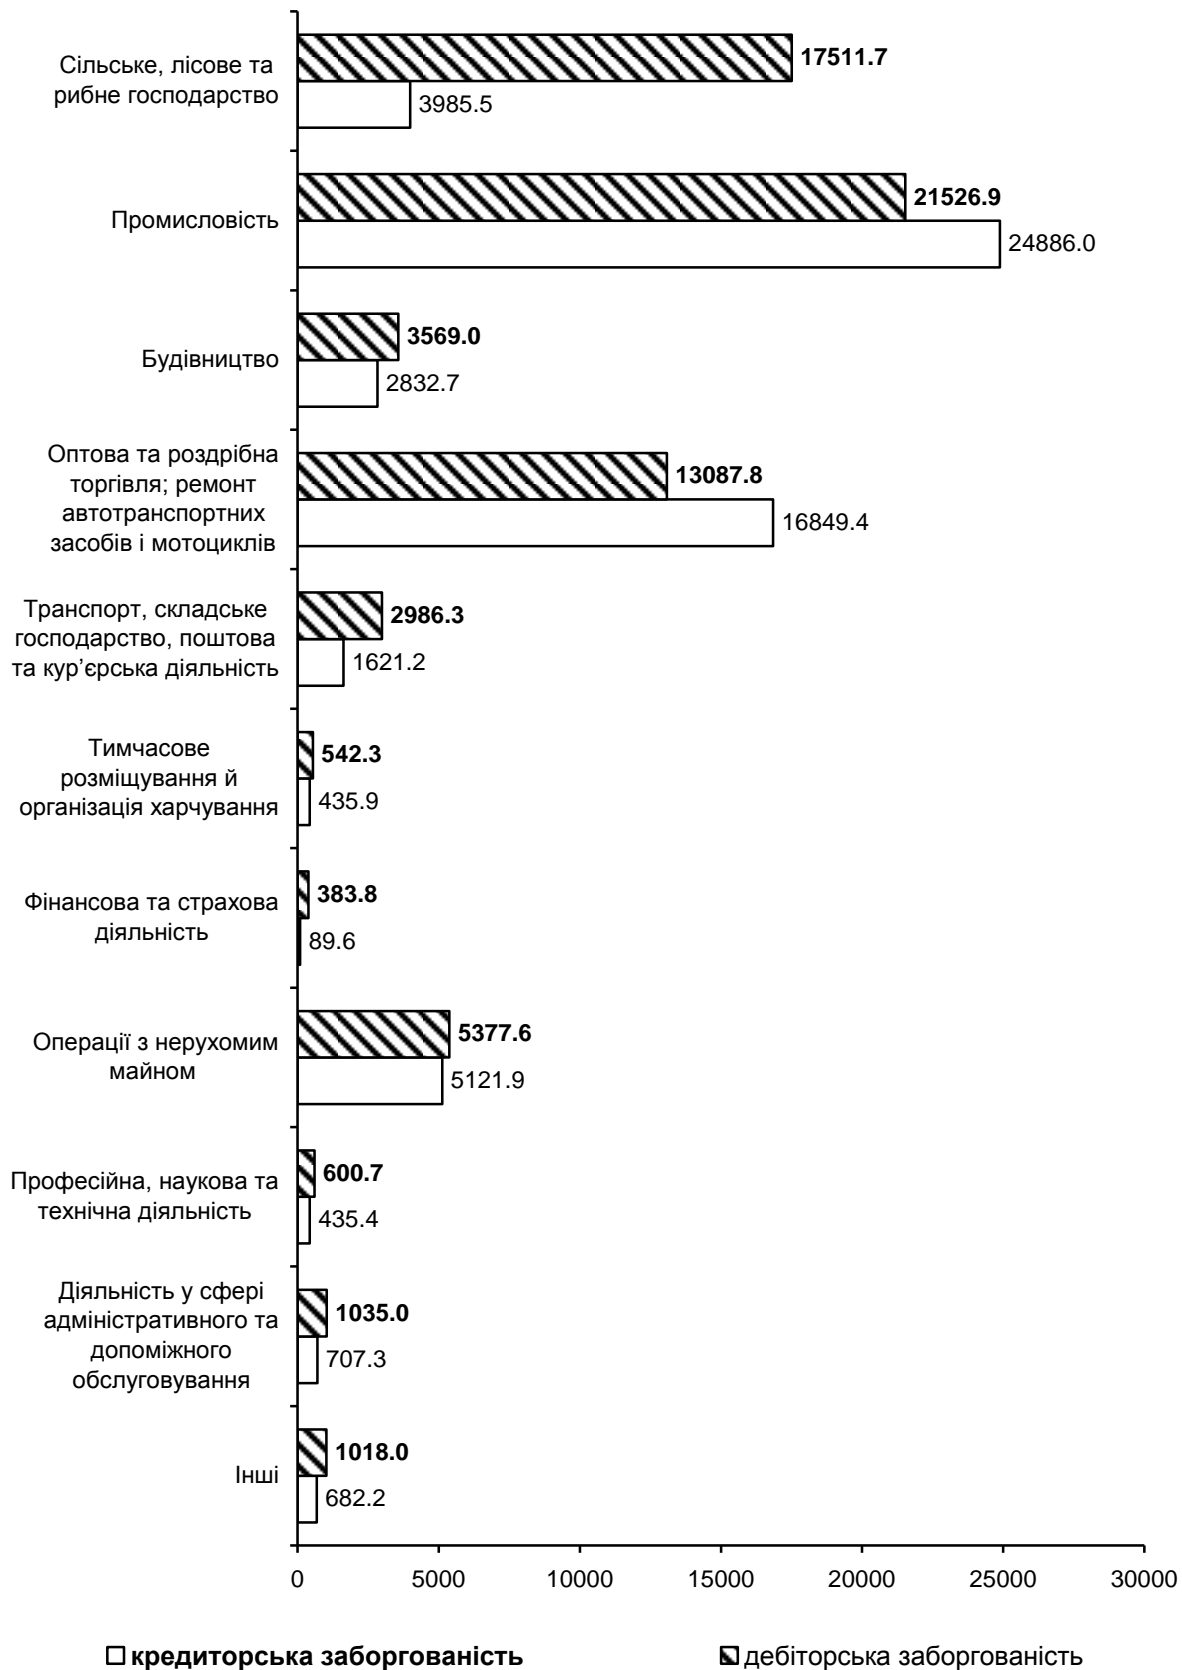 Сільське, лісове та
рибне господарство
17511.7
3985.5
Промисловість
21526.9
24886.0
Будівництво
3569.0
2832.7
Оптова та роздрібна
торгівля; ремонт
автотранспортних
засобів і мотоциклів
13087.8
16849.4
Транспорт, складське
господарство, поштова
та кур’єрська діяльність
2986.3
1621.2
Тимчасове
розміщування й
організація харчування
542.3
435.9
Фінансова та страхова
діяльність
383.8
89.6
Операції з нерухомим
майном
5377.6
5121.9
Професійна, наукова та
технічна діяльність
600.7
435.4
Діяльність у сфері
адміністративного та
допоміжного
обслуговування
1035.0
707.3
Інші
1018.0
682.2
0 5000 10000 15000 20000 25000 30000
кредиторська заборгованість дебіторська заборгованість